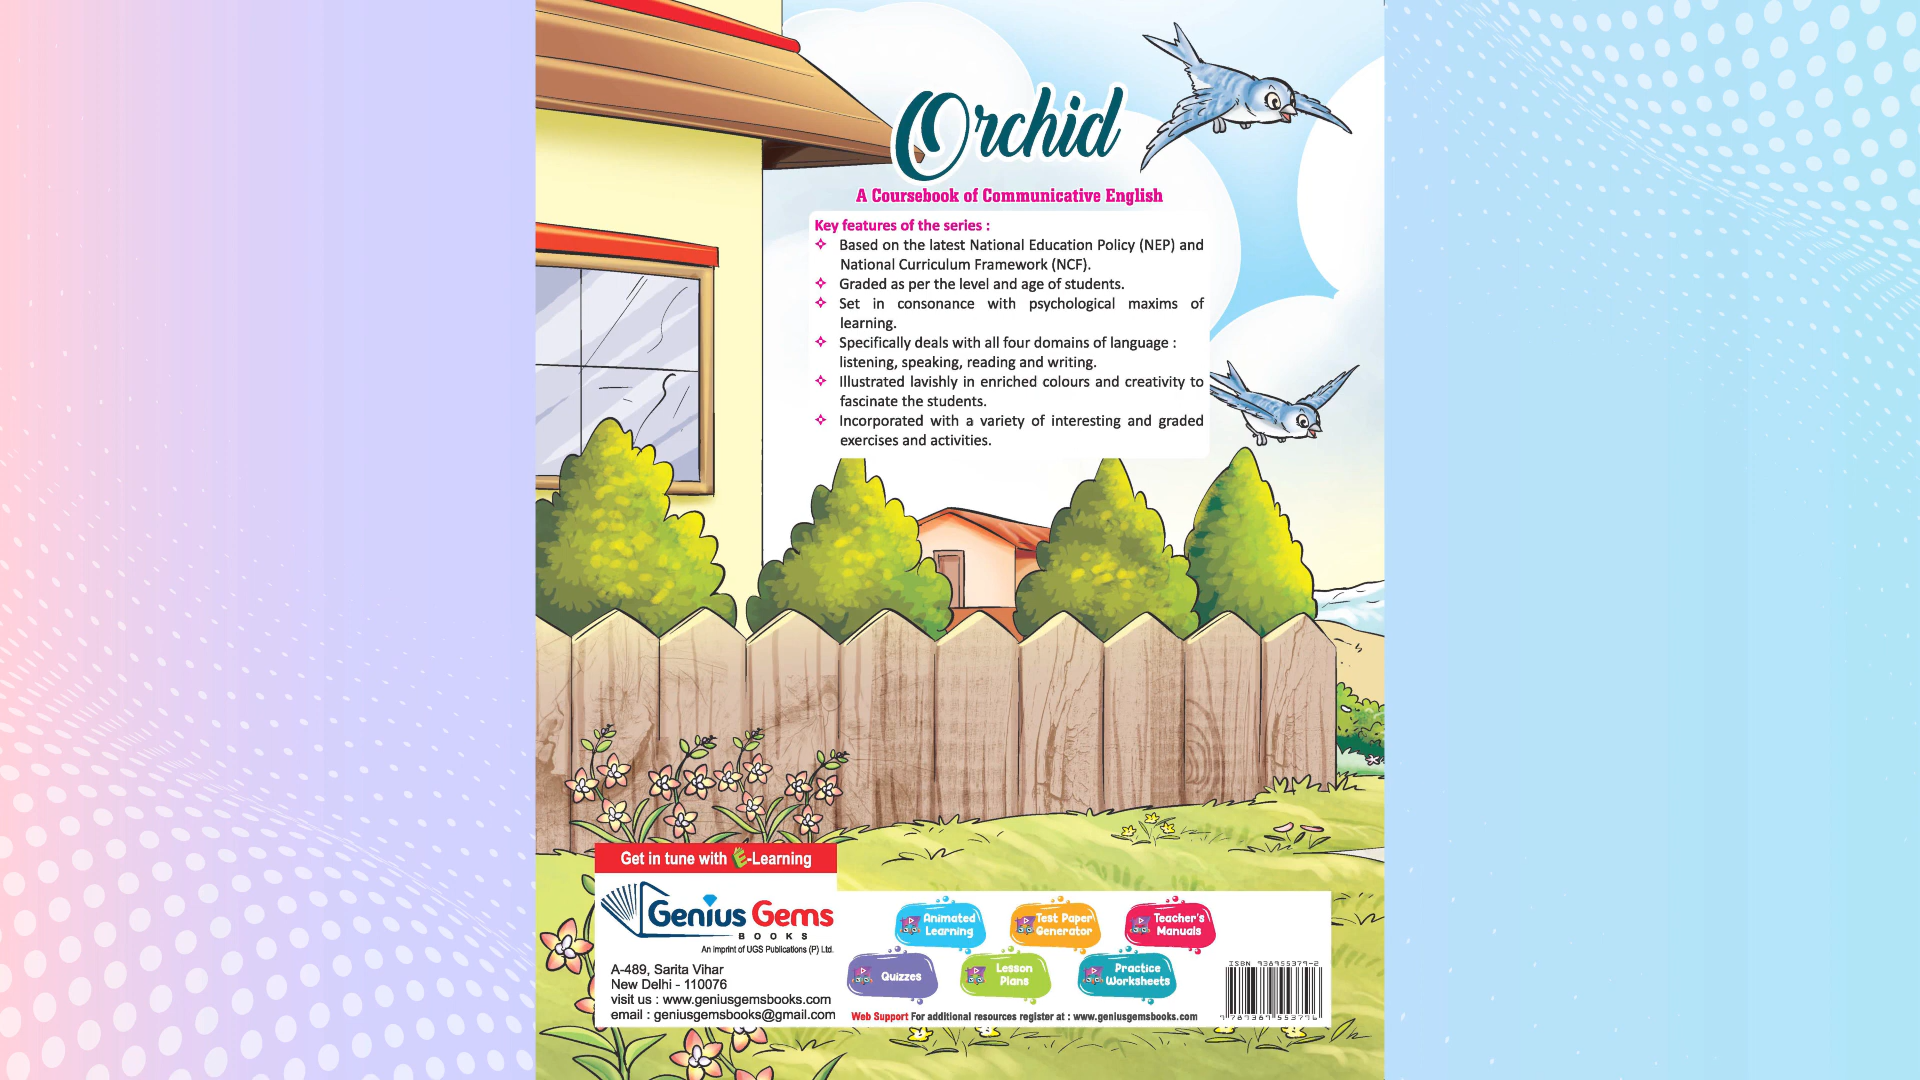 Orchid
A Coursebook of Communicative English
Key features of the series :
Based on the latest National Education Policy (NEP) and
National Curriculum Framework (NCF).
Graded as per the level and age of students.
Set in consonance with psychological maxims of
learning.
Specifically deals with all four domains of language :
listening, speaking, reading and writing.
Illustrated lavishly in enriched colours and creativity to
fascinate the students.
Incorporated with a variety of interesting and graded
exercises and activities.
Get in tune with E-Learning
Genius Gems
BOOKS
An Imprint of UGS Publications (P) Ltd.
A-489, Sarita Vihar
New Delhi - 110076
visit us : www.geniusgemsbooks.com
email : geniusgemsbooks@gmail.com
Animated
Learning
Test Paper
Generator
Teacher's
Manuals
Quizzes
Lesson
Plans
Practice
Worksheets
Web Support For additional resources register at : www.geniusgemsbooks.com
ISBN 936955379-2